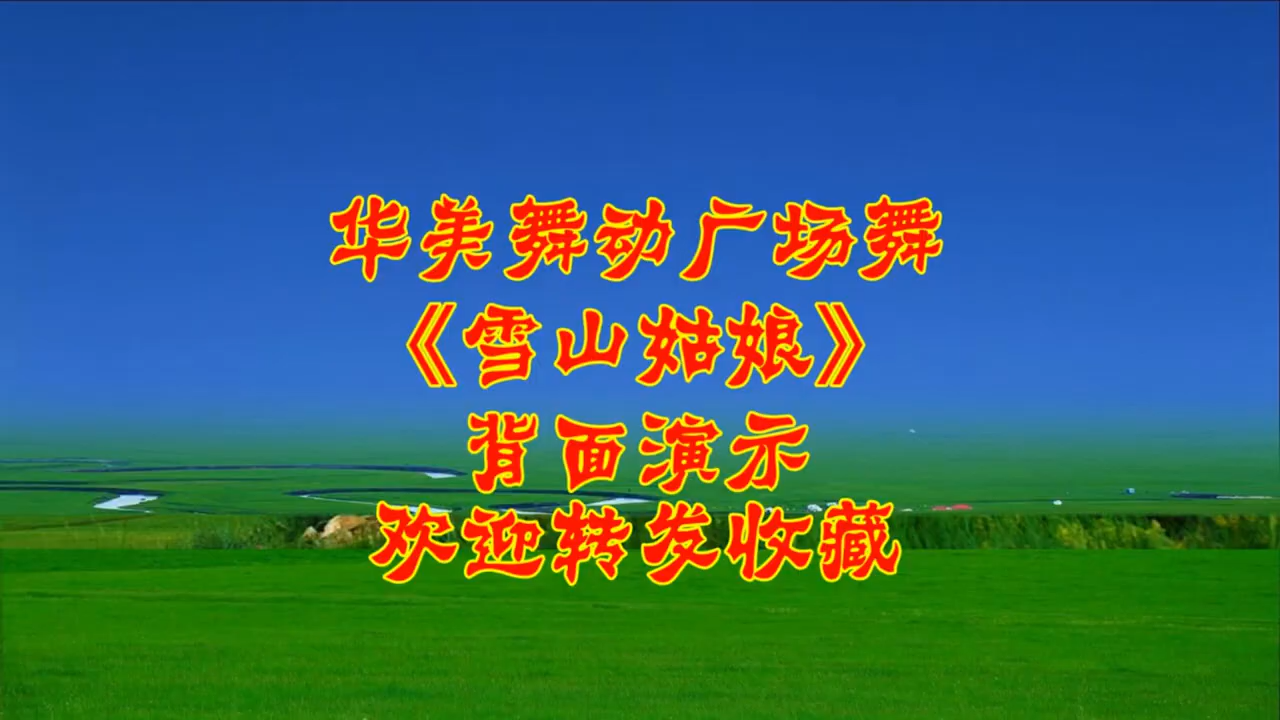 华美舞动广场舞
《雪山姑娘》
背面演示
欢迎转发收藏